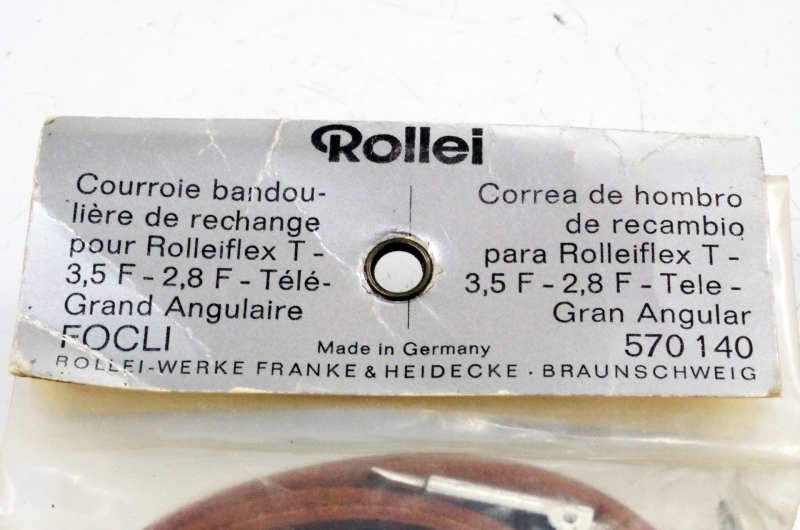 Rollei
Courroie bandou-
lière de rechange
pour Rolleiflex T -
3,5 F - 2,8 F - Télé-
Grand Angulaire
FOCLI
Correa de hombro
de recambio
para Rolleiflex T -
3,5 F - 2,8 F - Tele -
Gran Angular
570 140
Made in Germany
ROLLEI-WERKE FRANKE & HEIDECKE · BRAUNSCHWEIG